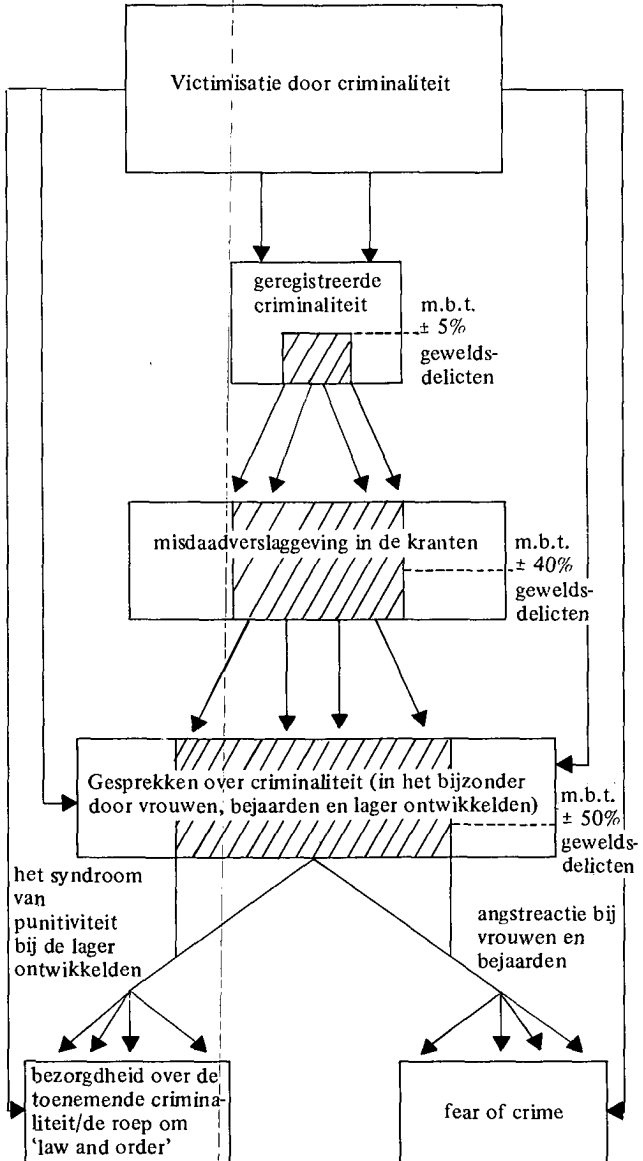 Victimisatie door criminaliteit
geregistreerde
criminaliteit
m.b.t.
± 5%
gewelds-
delicten
misdaadverslaggeving in de kranten
m.b.t.
± 40%
gewelds-
delicten
Gesprekken over criminaliteit (in het bijzonder
door vrouwen, bejaarden en lager ontwikkelden)
m.b.t.
± 50%
gewelds-
delicten
het syndroom
van
punitiviteit
bij de lager
ontwikkelden
angstreactie bij
vrouwen en
bejaarden
bezorgdheid over de
toenemende crimina-
liteit/de roep om
‘law and order’
fear of crime